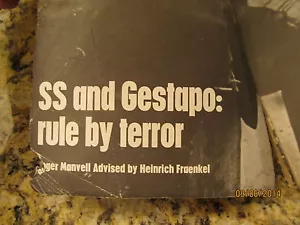 SS and Gestapo:
rule by terror
Manvell Advised by Heinrich Fraenkel